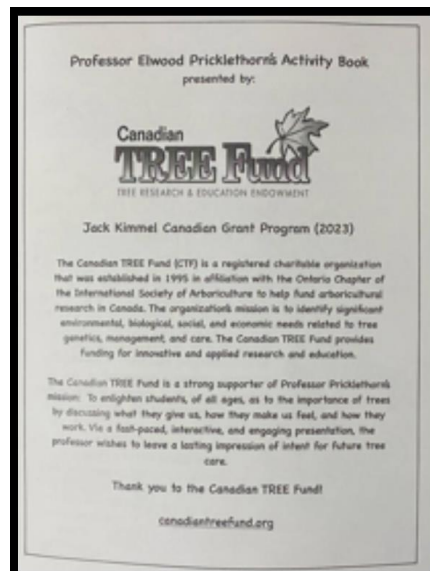 Professor Elwood Pricklethorn's Activity Book
presented by:
Canadian
TREE Fund
TREE RESEARCH & EDUCATION ENDOWMENT
Jack Kimmel Canadian Grant Program (2023)
The Canadian TREE Fund (CTF) is a registered charitable organization
that was established in 1995 in affiliation with the Ontario Chapter of
the International Society of Arboriculture to help fund arboricultural
research in Canada. The organization's mission is to identify significant
environmental, biological, social, and economic needs related to tree
genetics, management, and care. The Canadian TREE Fund provides
funding for innovative and applied research and education.
The Canadian TREE Fund is a strong supporter of Professor Pricklethorn's
mission: To enlighten students, of all ages, as to the importance of trees
by discussing what they give us, how they make us feel, and how they
work. Via a fast-paced, interactive, and engaging presentation, the
professor wishes to leave a lasting impression of intent for future tree
care.
Thank you to the Canadian TREE Fund!
canadiantreefund.org